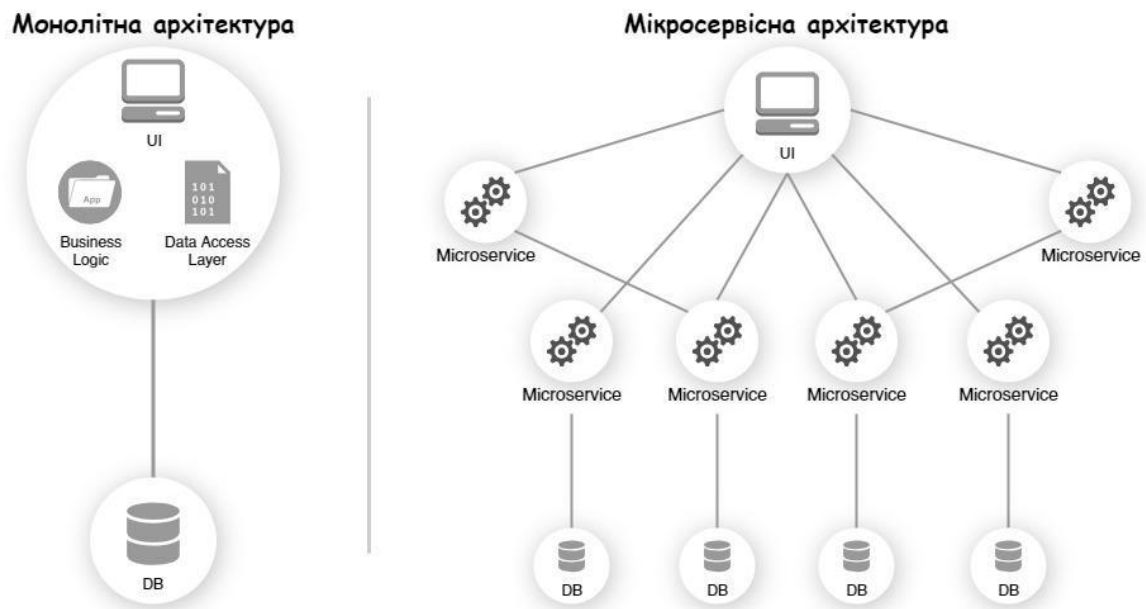 Монолітна архітектура
UI
App
101
010
101
Business
Logic
Data Access
Layer
DB
Мікросервісна архітектура
UI
Microservice
Microservice
Microservice
Microservice
Microservice
Microservice
DB
DB
DB
DB